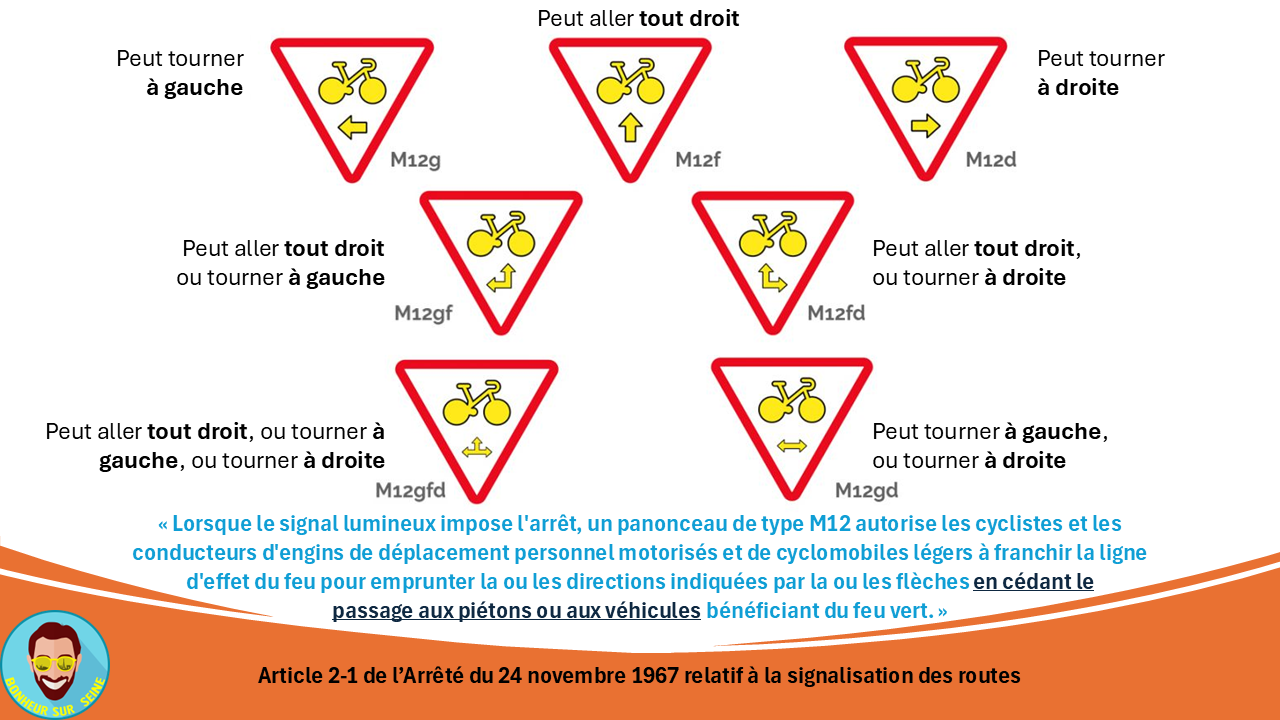 Peut aller tout droit
Peut tourner
à gauche
M12g
M12f
Peut tourner
à droite
M12d
Peut aller tout droit
ou tourner à gauche
M12gf
Peut aller tout droit,
ou tourner à droite
M12fd
Peut aller tout droit, ou tourner à
gauche, ou tourner à droite
M12gfd
Peut tourner à gauche,
ou tourner à droite
M12gd
« Lorsque le signal lumineux impose l'arrêt, un panonceau de type M12 autorise les cyclistes et les
conducteurs d'engins de déplacement personnel motorisés et de cyclomobiles légers à franchir la ligne
d'effet du feu pour emprunter la ou les directions indiquées par la ou les flèches en cédant le
passage aux piétons ou aux véhicules bénéficiant du feu vert. »
Article 2-1 de l’Arrêté du 24 novembre 1967 relatif à la signalisation des routes
BONHEUR SUR SEINE